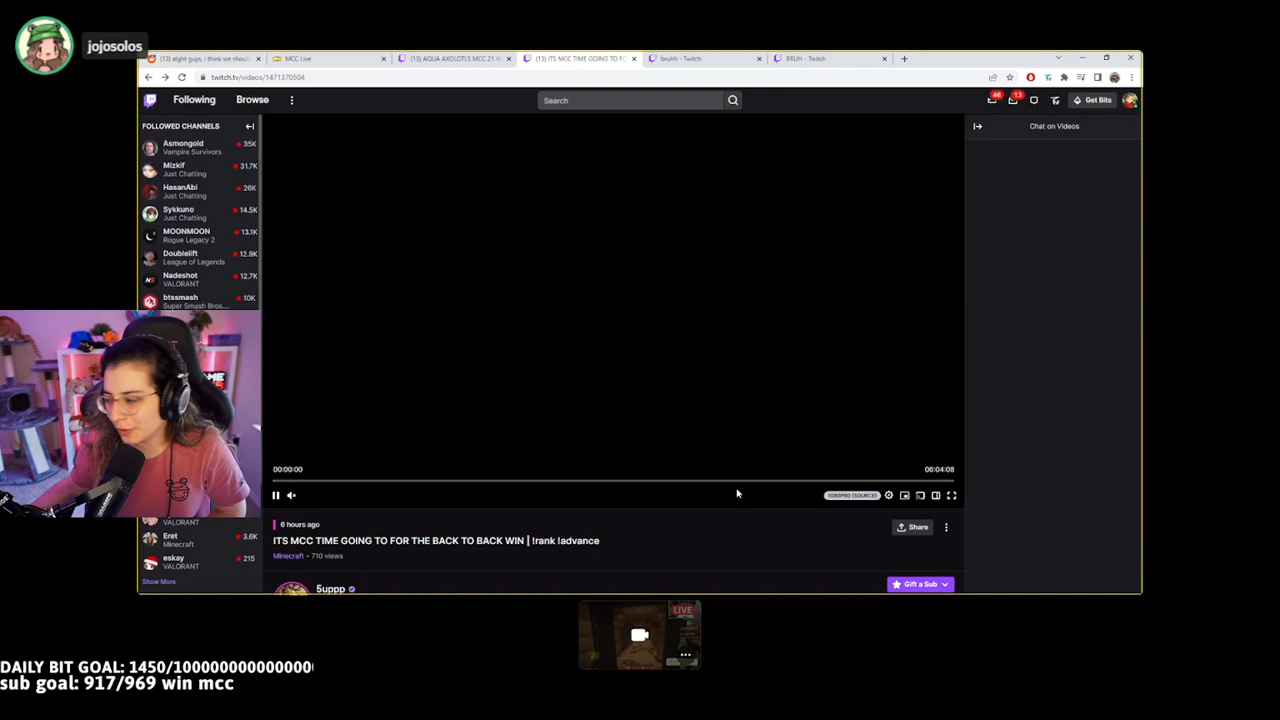 jojosolos
(13) alght guys, i think we shoul
MCC Live
(13) AQUA AXOLOTLS MCC 21
(13) ITS MCC TIME GOING TO FO
bruhh - Twitch
BRUH - Twitch
twitch.tv/videos/1471370504
Following
Browse
Search
46
13
Get Bits
FOLLOWED CHANNELS
Chat on Videos
Asmongold
35K
Vampire Survivors
Mizkif
31.7K
Just Chatting
HasanAbi
26K
Just Chatting
Sykkuno
14.5K
Just Chatting
MOONMOON
13.1K
Rogue Legacy 2
Doublelift
12.9K
League of Legends
Nadeshot
12.7K
VALORANT
btssmash
10K
Super Smash Bros....
00:00:00
06:04:08
1080P60 (SOURCE)
VALORANT
Eret
3.6K
Minecraft
eskay
215
VALORANT
Show More
6 hours ago
Share
ITS MCC TIME GOING TO FOR THE BACK TO BACK WIN | !rank !advance
Minecraft • 710 views
5uppp
Gift a Sub
LIVE
DAILY BIT GOAL: 1450/10000000000000
sub goal: 917/969 win mcc